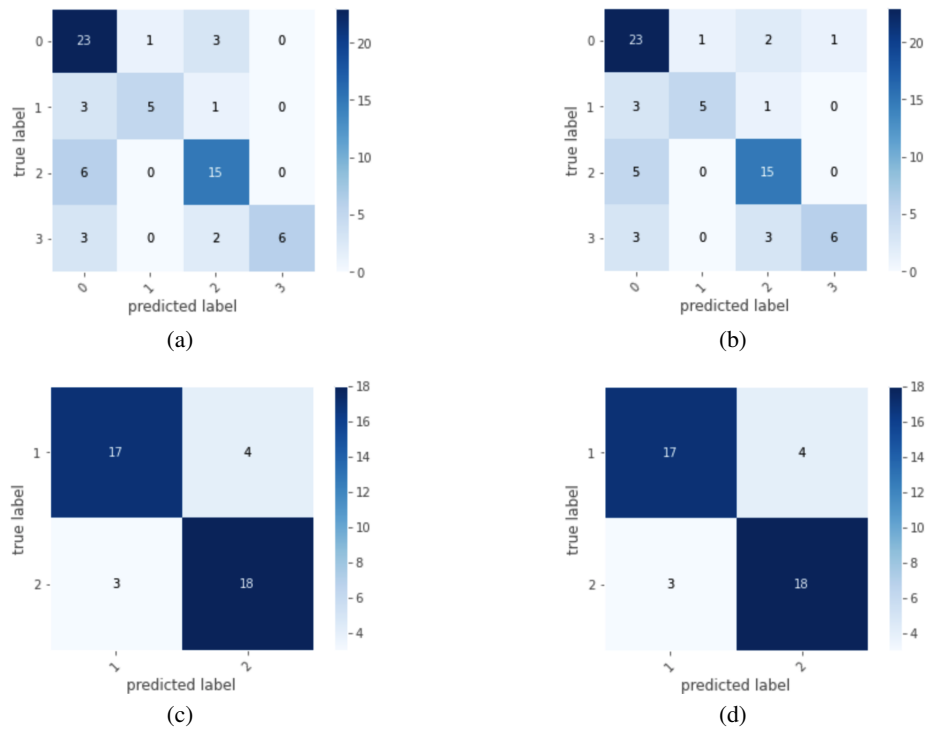 0 23 1 3 0
1 3 5 1 0
2 6 0 15 0
3 3 0 2 6
0 1 2 3
true label
predicted label
20
15
10
5
0
(a)
0 23 1 2 1
1 3 5 1 0
2 5 0 15 0
3 3 0 3 6
0 1 2 3
true label
predicted label
20
15
10
5
0
(b)
1 17 4
2 3 18
1 2
true label
predicted label
18
16
14
12
10
8
6
4
(c)
1 17 4
2 3 18
1 2
true label
predicted label
18
16
14
12
10
8
6
4
(d)